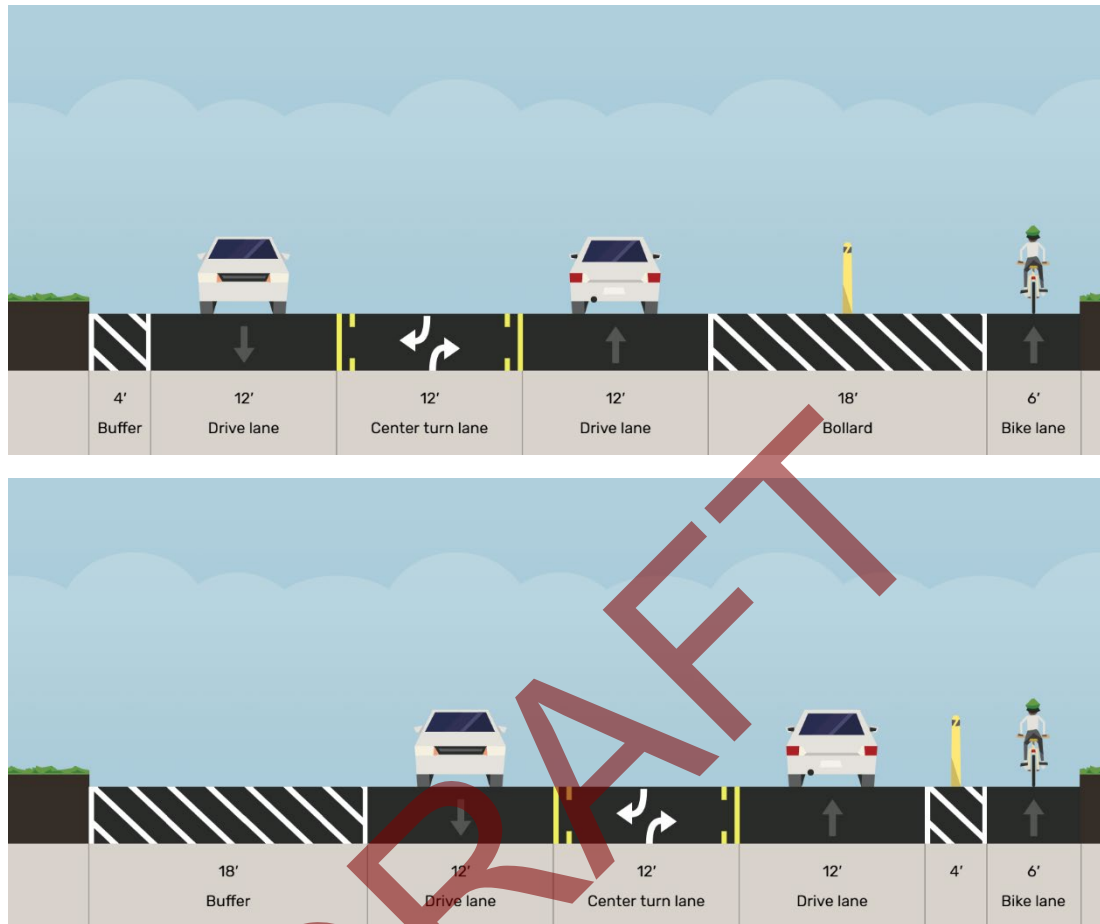 4' 12' 12' 12' 18' 6'
Buffer Drive lane Center turn lane Drive lane Bollard Bike lane
18' 12' 12' 12' 4' 6'
Buffer Drive lane Center turn lane Drive lane Bike lane
DRAFT